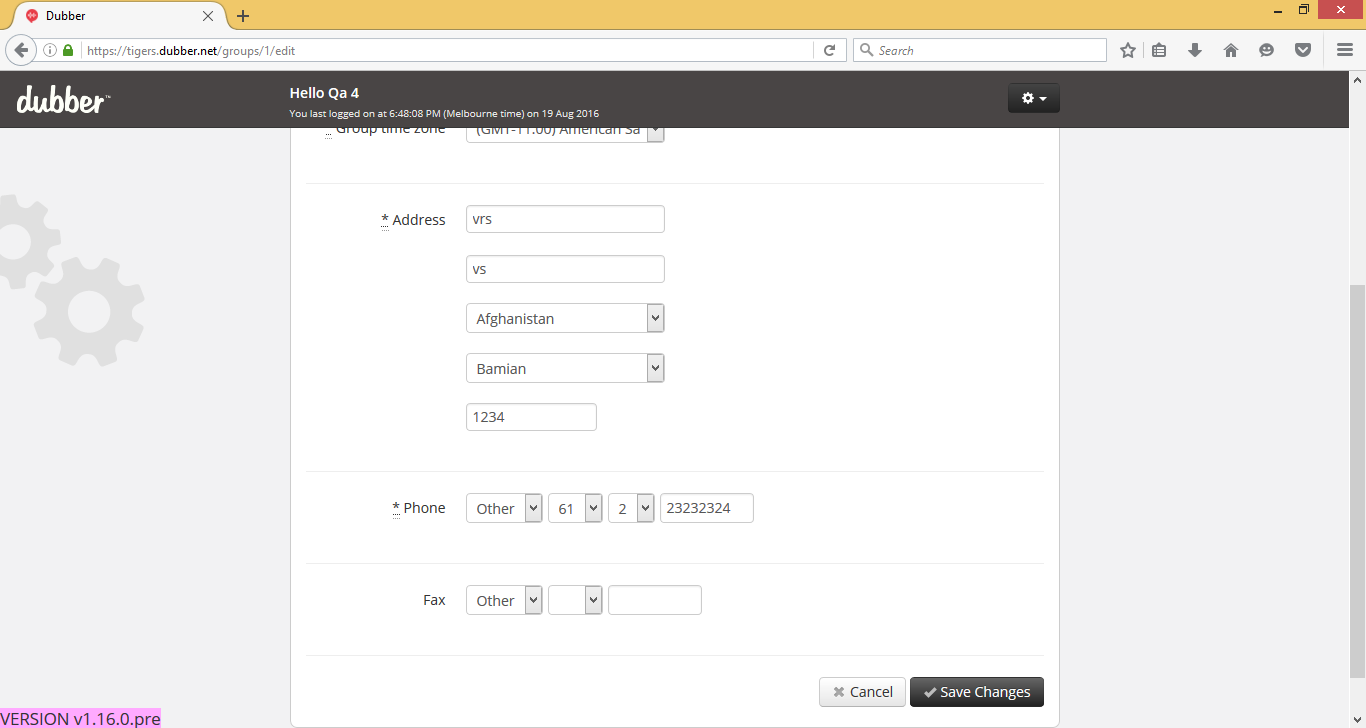 Dubber
https://tigers.dubber.net/groups/1/edit
Search
dubber™
Hello Qa 4
You last logged on at 6:48:08 PM (Melbourne time) on 19 Aug 2016
* Group time zone (GMT-11:00) American Sa
* Address vrs
vs
Afghanistan
Bamian
1234
* Phone Other 61 2 23232324
Fax Other
Cancel Save Changes
VERSION v1.16.0.pre